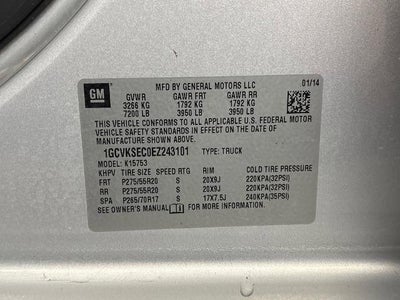 GM
MFD BY GENERAL MOTORS LLC 01/14
GVWR GAWR FRT GAWR RR
3266 KG 1792 KG 1792 KG
7200 LB 3950 LB 3950 LB
THIS VEHICLE CONFORMS TO ALL APPLICABLE U.S. FEDERAL MOTOR
VEHICLE SAFETY STANDARDS IN EFFECT ON THE DATE OF
MANUFACTURE SHOWN ABOVE.
1GCVKSEC0EZ243101 TYPE: TRUCK
MODEL: K15753
KHPV TIRE SIZE SPEED RTG RIM COLD TIRE PRESSURE
FRT P275/55R20 S 20X9J 220KPA(32PSI)
RR P275/55R20 S 20X9J 220KPA(32PSI)
SPA P265/70R17 S 17X7.5J 240KPA(35PSI)
SEE OWNER'S MANUAL FOR MORE INFORMATION.